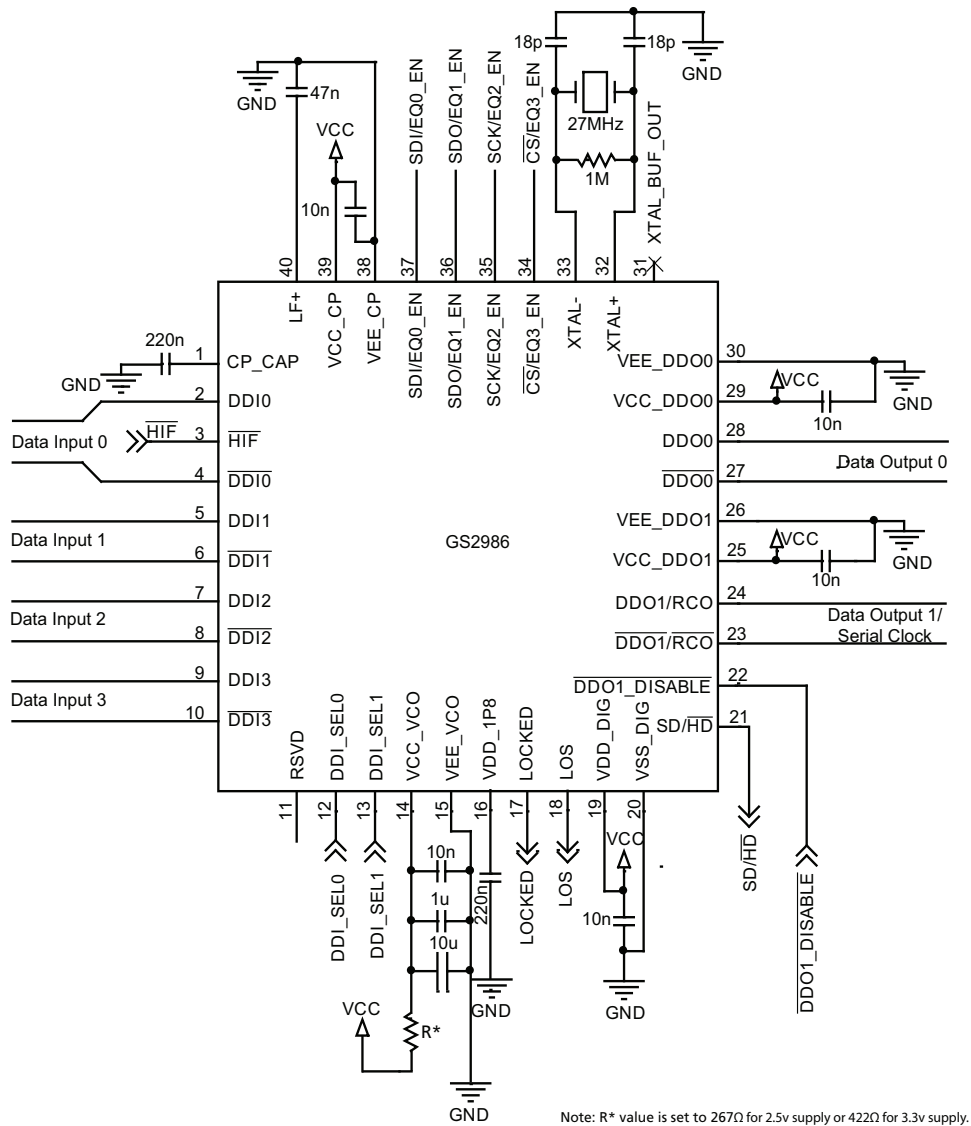 18p
18p
GND
GND
47n
VCC
10n
SDI/EQ0_EN
SDO/EQ1_EN
SCK/EQ2_EN
CS/EQ3_EN
27MHz
1M
XTAL_BUF_OUT
40
39
38
37
36
35
34
33
32
31
LF+
VCC_CP
VEE_CP
SDI/EQ0_EN
SDO/EQ1_EN
SCK/EQ2_EN
CS/EQ3_EN
XTAL-
XTAL+
220n
GND
1
CP_CAP
2
DDI0
Data Input 0
HIF
3
HIF
4
DDI0
5
DDI1
Data Input 1
6
DDI1
7
DDI2
Data Input 2
8
DDI2
9
DDI3
Data Input 3
10
DDI3
GS2986
VEE_DDO0
30
VCC_DDO0
29
VCC
10n
GND
DDO0
28
Data Output 0
DDO0
27
VEE_DDO1
26
VCC_DDO1
25
VCC
10n
GND
DDO1/RCO
24
Data Output 1/
Serial Clock
DDO1/RCO
23
DDO1_DISABLE
22
SD/HD
21
RSVD
DDI_SEL0
DDI_SEL1
VCC_VCO
VEE_VCO
VDD_1P8
LOCKED
LOS
VDD_DIG
VSS_DIG
11
12
13
14
15
16
17
18
19
20
DDI_SEL0
DDI_SEL1
10n
1u
10u
220n
LOCKED
LOS
VCC
10n
SD/HD
DDO1_DISABLE
VCC
R*
GND
GND
GND
Note: R* value is set to 267Ω for 2.5v supply or 422Ω for 3.3v supply.